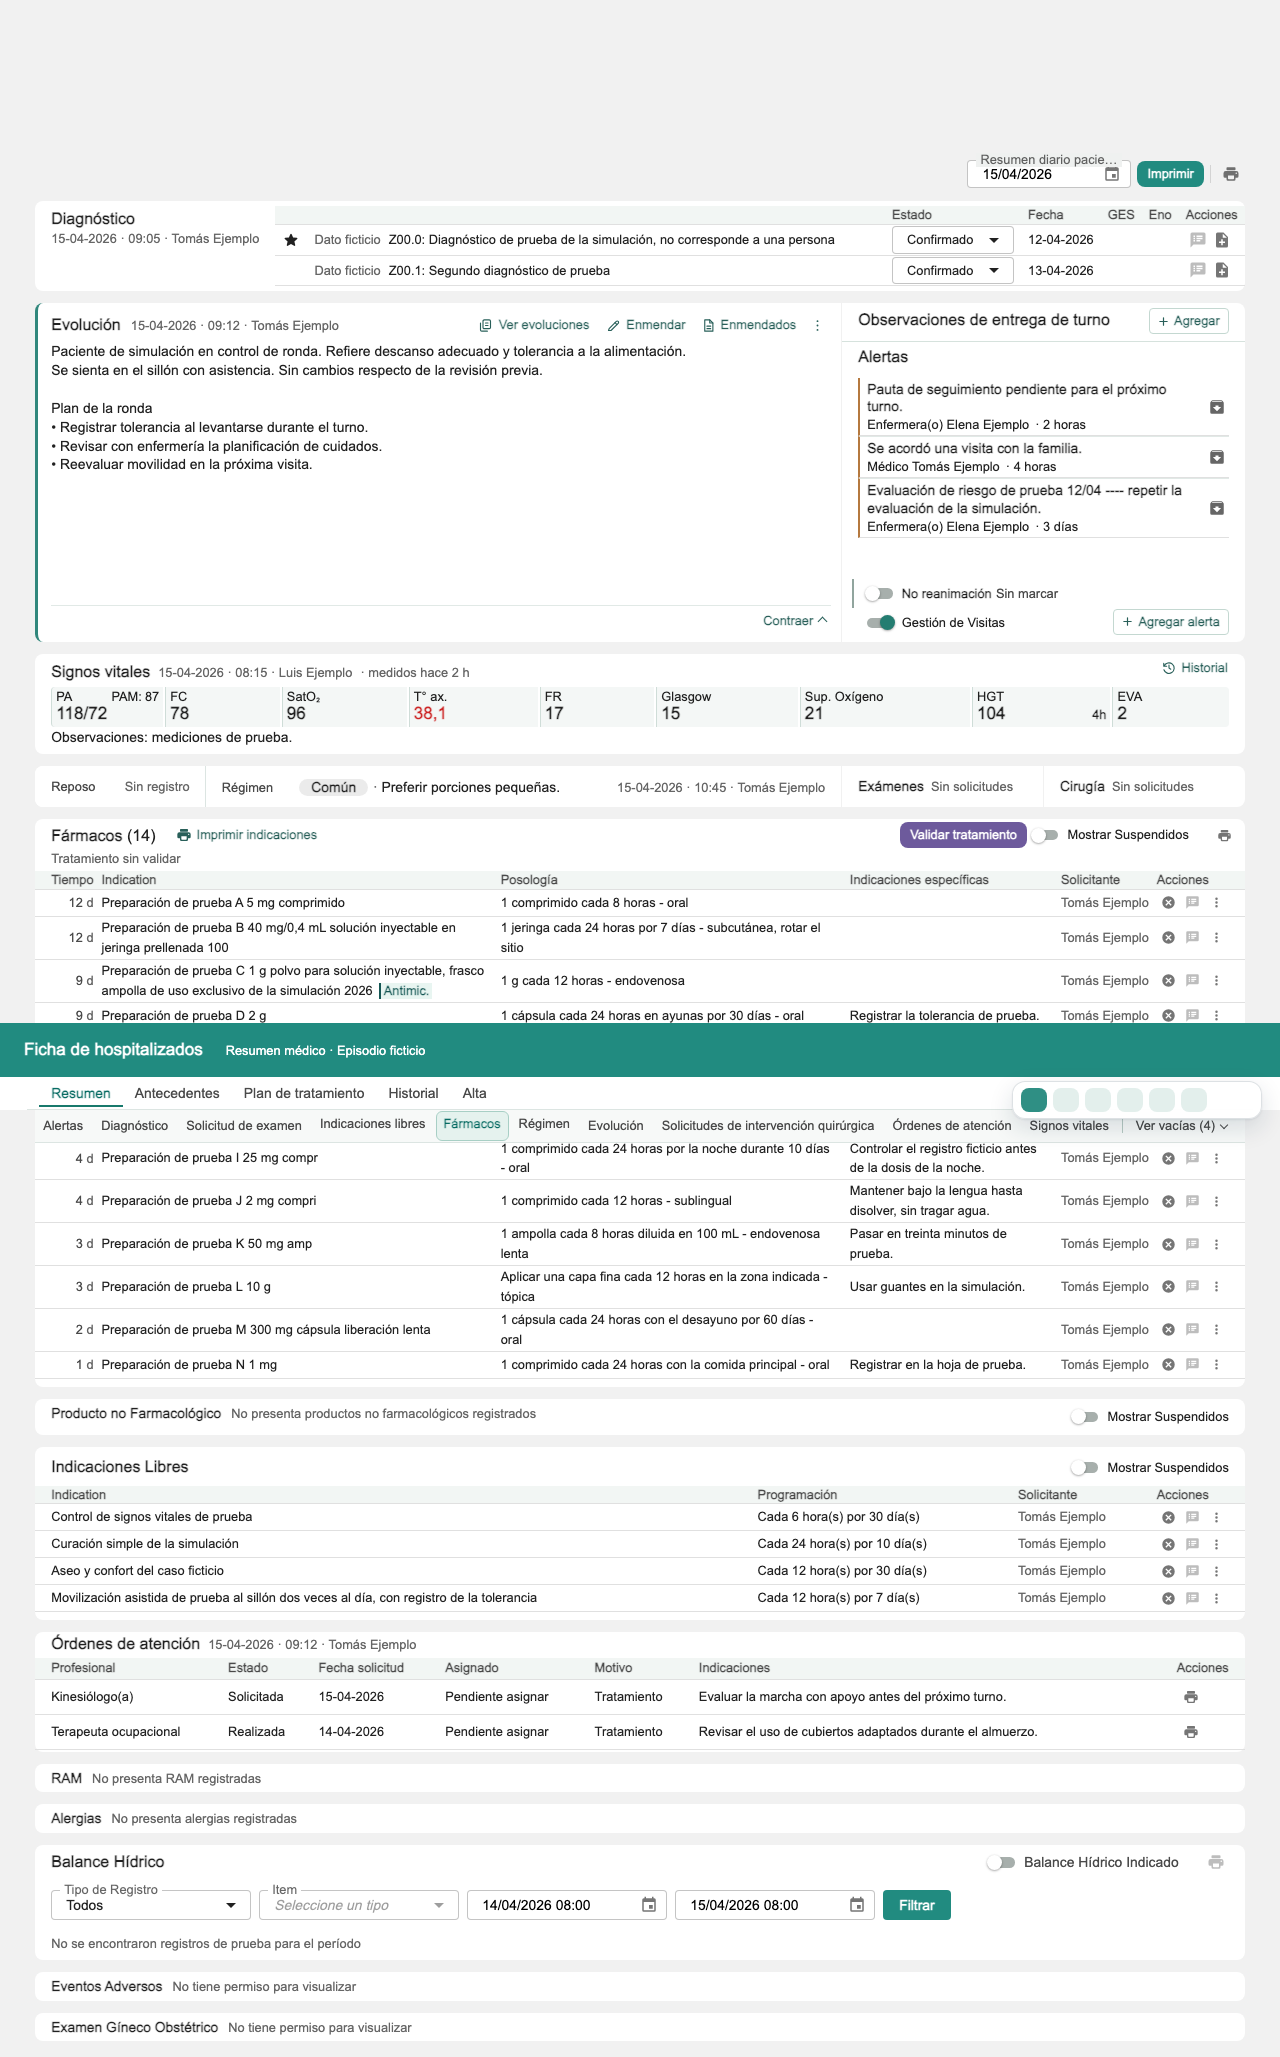 Resumen diario pacie...
15/04/2026
Imprimir
Diagnóstico
15-04-2026 · 09:05 · Tomás Ejemplo
Estado Fecha GES Eno Acciones
Dato ficticio Z00.0: Diagnóstico de prueba de la simulación, no corresponde a una persona Confirmado 12-04-2026
Dato ficticio Z00.1: Segundo diagnóstico de prueba Confirmado 13-04-2026
Evolución 15-04-2026 · 09:12 · Tomás Ejemplo Ver evoluciones Enmendar Enmendados
Paciente de simulación en control de ronda. Refiere descanso adecuado y tolerancia a la alimentación.
Se sienta en el sillón con asistencia. Sin cambios respecto de la revisión previa.
Plan de la ronda
• Registrar tolerancia al levantarse durante el turno.
• Revisar con enfermería la planificación de cuidados.
• Reevaluar movilidad en la próxima visita.
Contraer
Observaciones de entrega de turno + Agregar
Alertas
Pauta de seguimiento pendiente para el próximo
turno.
Enfermera(o) Elena Ejemplo · 2 horas
Se acordó una visita con la familia.
Médico Tomás Ejemplo · 4 horas
Evaluación de riesgo de prueba 12/04 ---- repetir la
evaluación de la simulación.
Enfermera(o) Elena Ejemplo · 3 días
No reanimación Sin marcar
Gestión de Visitas + Agregar alerta
Signos vitales 15-04-2026 · 08:15 · Luis Ejemplo · medidos hace 2 h Historial
PA PAM: 87 FC SatO₂ T° ax. FR Glasgow Sup. Oxígeno HGT EVA
118/72 78 96 38,1 17 15 21 104 4h 2
Observaciones: mediciones de prueba.
Reposo Sin registro Régimen Común · Preferir porciones pequeñas. 15-04-2026 · 10:45 · Tomás Ejemplo Exámenes Sin solicitudes Cirugía Sin solicitudes
Fármacos (14) Imprimir indicaciones Validar tratamiento Mostrar Suspendidos
Tratamiento sin validar
Tiempo Indication Posología Indicaciones específicas Solicitante Acciones
12 d Preparación de prueba A 5 mg comprimido 1 comprimido cada 8 horas - oral Tomás Ejemplo
12 d Preparación de prueba B 40 mg/0,4 mL solución inyectable en
jeringa prellenada 100 1 jeringa cada 24 horas por 7 días - subcutánea, rotar el
sitio Tomás Ejemplo
9 d Preparación de prueba C 1 g polvo para solución inyectable, frasco
ampolla de uso exclusivo de la simulación 2026 Antimic. 1 g cada 12 horas - endovenosa Tomás Ejemplo
9 d Preparación de prueba D 2 g 1 cápsula cada 24 horas en ayunas por 30 días - oral Registrar la tolerancia de prueba. Tomás Ejemplo
Ficha de hospitalizados Resumen médico · Episodio ficticio
Resumen Antecedentes Plan de tratamiento Historial Alta
Alertas Diagnóstico Solicitud de examen Indicaciones libres Fármacos Régimen Evolución Solicitudes de intervención quirúrgica Órdenes de atención Signos vitales Ver vacías (4)
4 d Preparación de prueba I 25 mg compr 1 comprimido cada 24 horas por la noche durante 10 días
- oral Controlar el registro ficticio antes
de la dosis de la noche. Tomás Ejemplo
4 d Preparación de prueba J 2 mg compri 1 comprimido cada 12 horas - sublingual Mantener bajo la lengua hasta
disolver, sin tragar agua. Tomás Ejemplo
3 d Preparación de prueba K 50 mg amp 1 ampolla cada 8 horas diluida en 100 mL - endovenosa
lenta Pasar en treinta minutos de
prueba. Tomás Ejemplo
3 d Preparación de prueba L 10 g Aplicar una capa fina cada 12 horas en la zona indicada -
tópica Usar guantes en la simulación. Tomás Ejemplo
2 d Preparación de prueba M 300 mg cápsula liberación lenta 1 cápsula cada 24 horas con el desayuno por 60 días -
oral Tomás Ejemplo
1 d Preparación de prueba N 1 mg 1 comprimido cada 24 horas con la comida principal - oral Registrar en la hoja de prueba. Tomás Ejemplo
Producto no Farmacológico No presenta productos no farmacológicos registrados Mostrar Suspendidos
Indicaciones Libres Mostrar Suspendidos
Indication Programación Solicitante Acciones
Control de signos vitales de prueba Cada 6 hora(s) por 30 día(s) Tomás Ejemplo
Curación simple de la simulación Cada 24 hora(s) por 10 día(s) Tomás Ejemplo
Aseo y confort del caso ficticio Cada 12 hora(s) por 30 día(s) Tomás Ejemplo
Movilización asistida de prueba al sillón dos veces al día, con registro de la tolerancia Cada 12 hora(s) por 7 día(s) Tomás Ejemplo
Órdenes de atención 15-04-2026 · 09:12 · Tomás Ejemplo
Profesional Estado Fecha solicitud Asignado Motivo Indicaciones Acciones
Kinesiólogo(a) Solicitada 15-04-2026 Pendiente asignar Tratamiento Evaluar la marcha con apoyo antes del próximo turno.
Terapeuta ocupacional Realizada 14-04-2026 Pendiente asignar Tratamiento Revisar el uso de cubiertos adaptados durante el almuerzo.
RAM No presenta RAM registradas
Alergias No presenta alergias registradas
Balance Hídrico Balance Hídrico Indicado
Tipo de Registro Item
Todos Seleccione un tipo 14/04/2026 08:00 15/04/2026 08:00 Filtrar
No se encontraron registros de prueba para el período
Eventos Adversos No tiene permiso para visualizar
Examen Gíneco Obstétrico No tiene permiso para visualizar